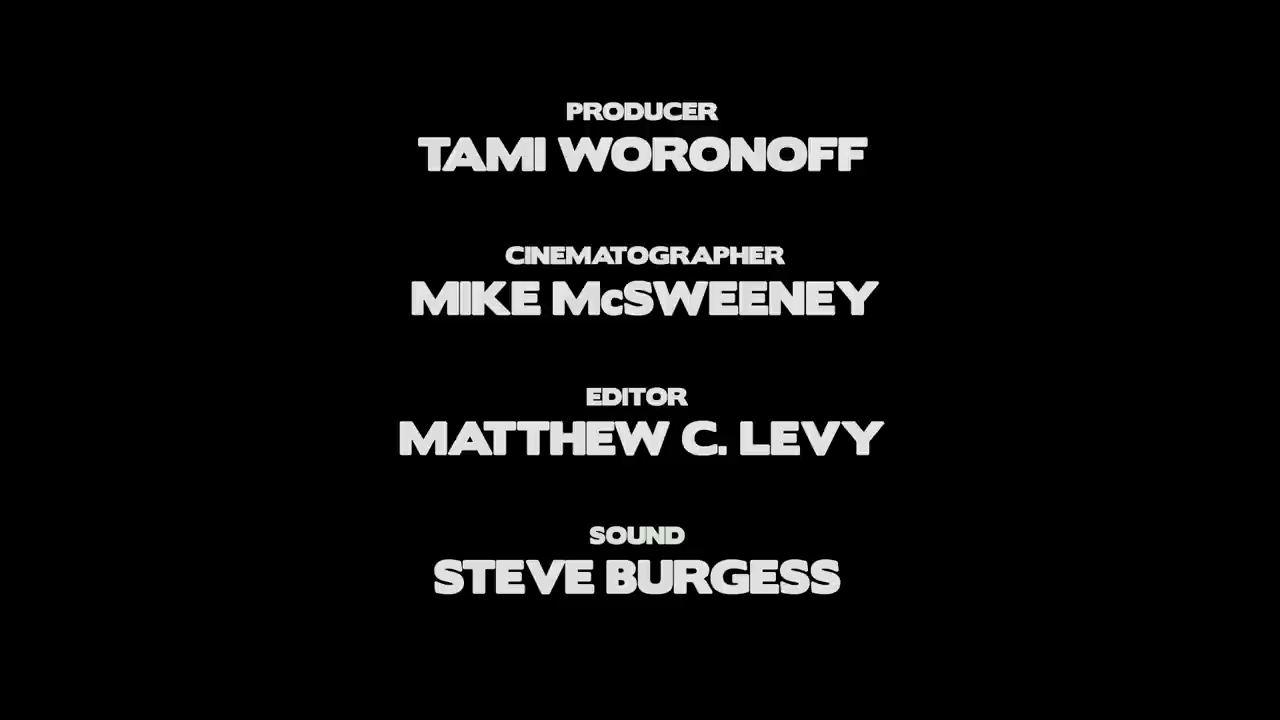 PRODUCER
TAMI WORONOFF
CINEMATOGRAPHER
MIKE McSWEENEY
EDITOR
MATTHEW C. LEVY
SOUND
STEVE BURGESS